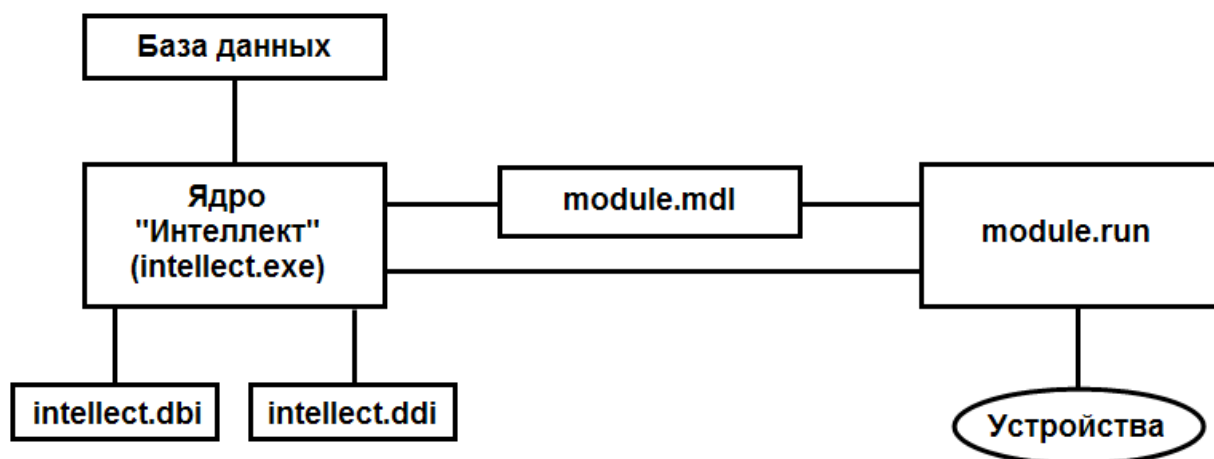 База данных
Ядро
"Интеллект"
(intellect.exe)
module.mdl
module.run
intellect.dbi
intellect.ddi
Устройства